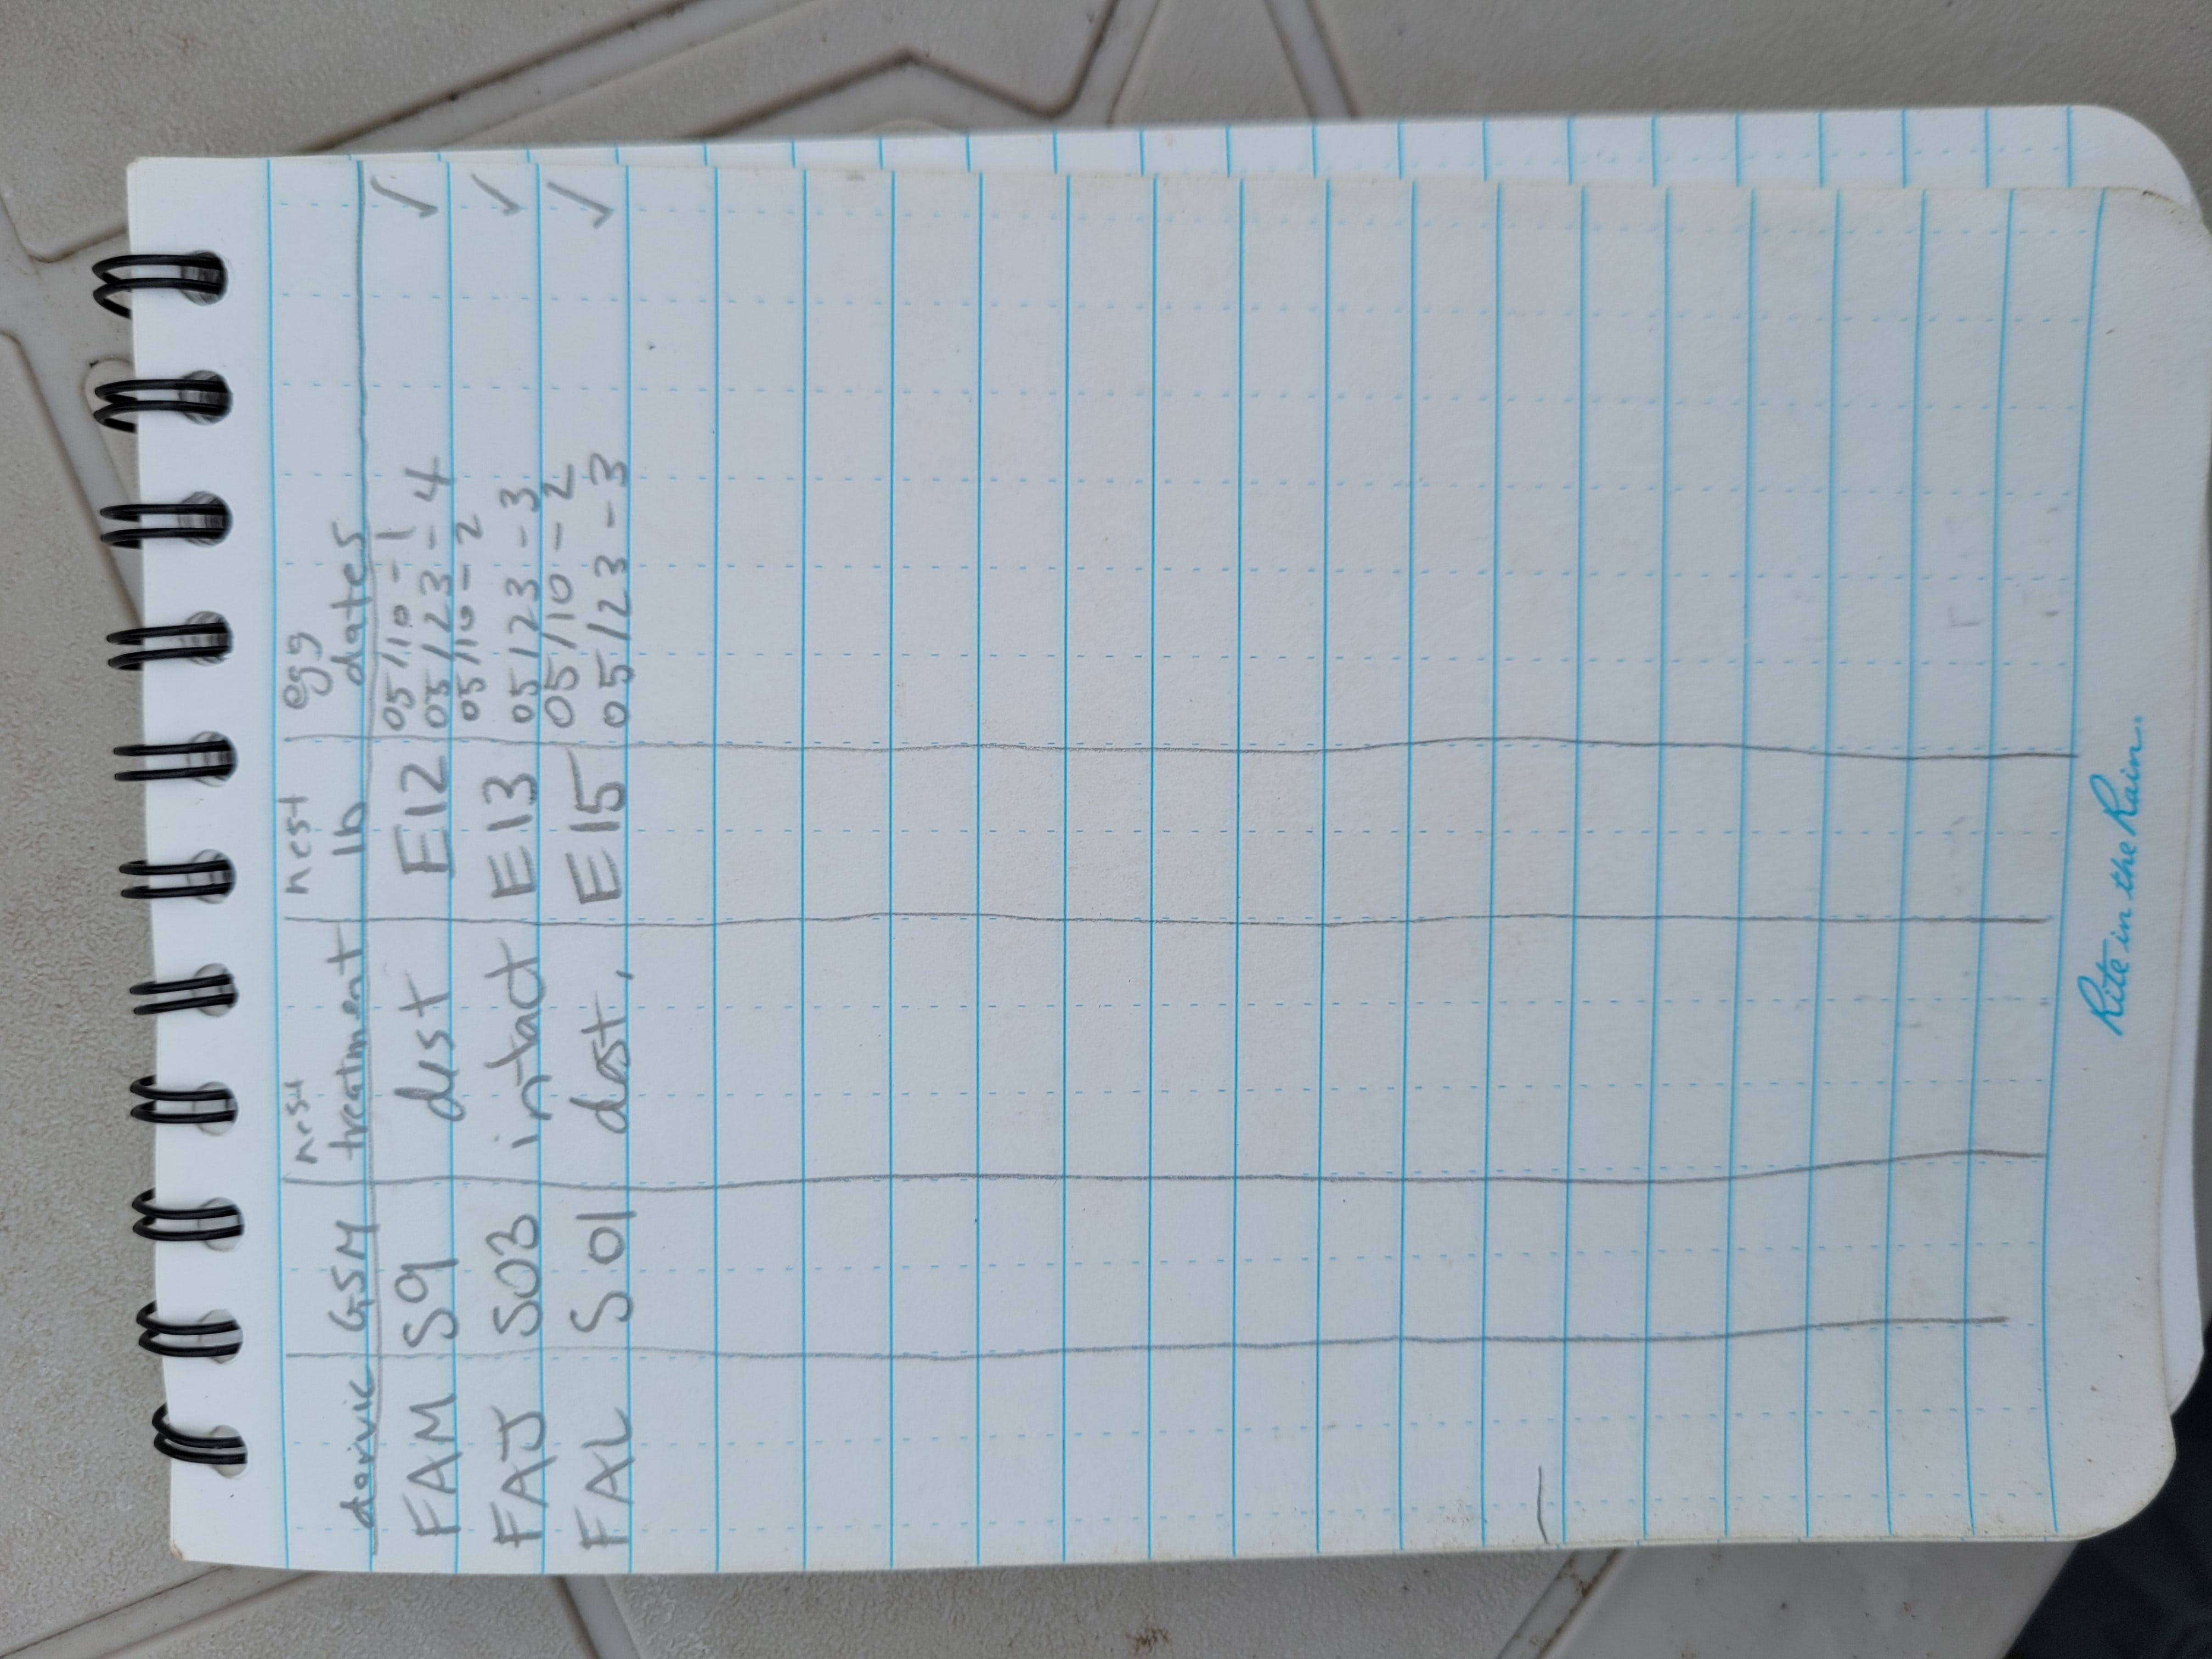 darvic GSM nest treatment nest ID egg dates
FAM S9 dest E12 05/10 - 1 ✓
05/23 - 4
FAJ S03 intact E13 05/10 - 2 ✓
05/23 - 3
FAL S01 dest. E15 05/10 - 2 ✓
05/23 - 3
Rite in the Rain.